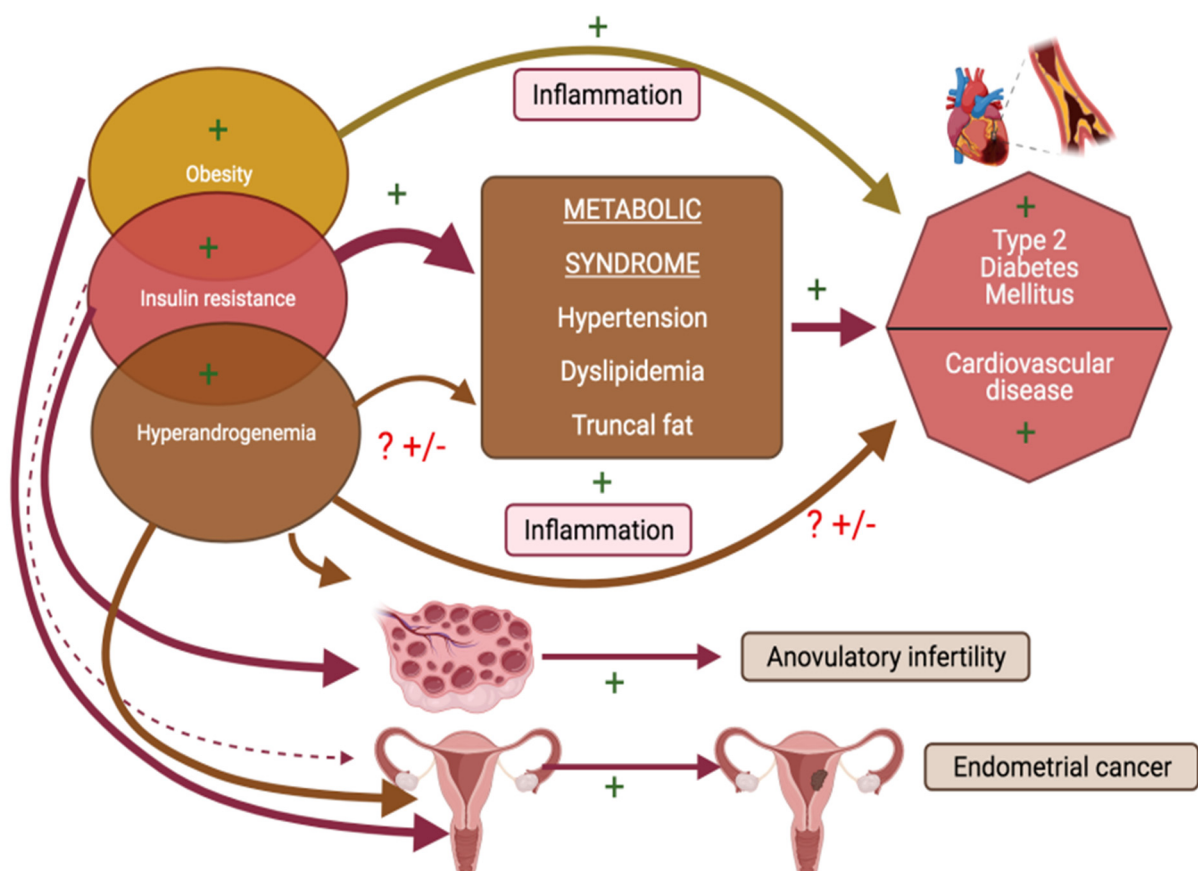 +
Inflammation
+
Obesity
+
+
Insulin resistance
+
Hyperandrogenemia
METABOLIC
SYNDROME
Hypertension
Dyslipidemia
Truncal fat
? +/-
+
+
Type 2
Diabetes
Mellitus
Cardiovascular
disease
+
+
Inflammation
? +/-
Anovulatory infertility
+
Endometrial cancer
+